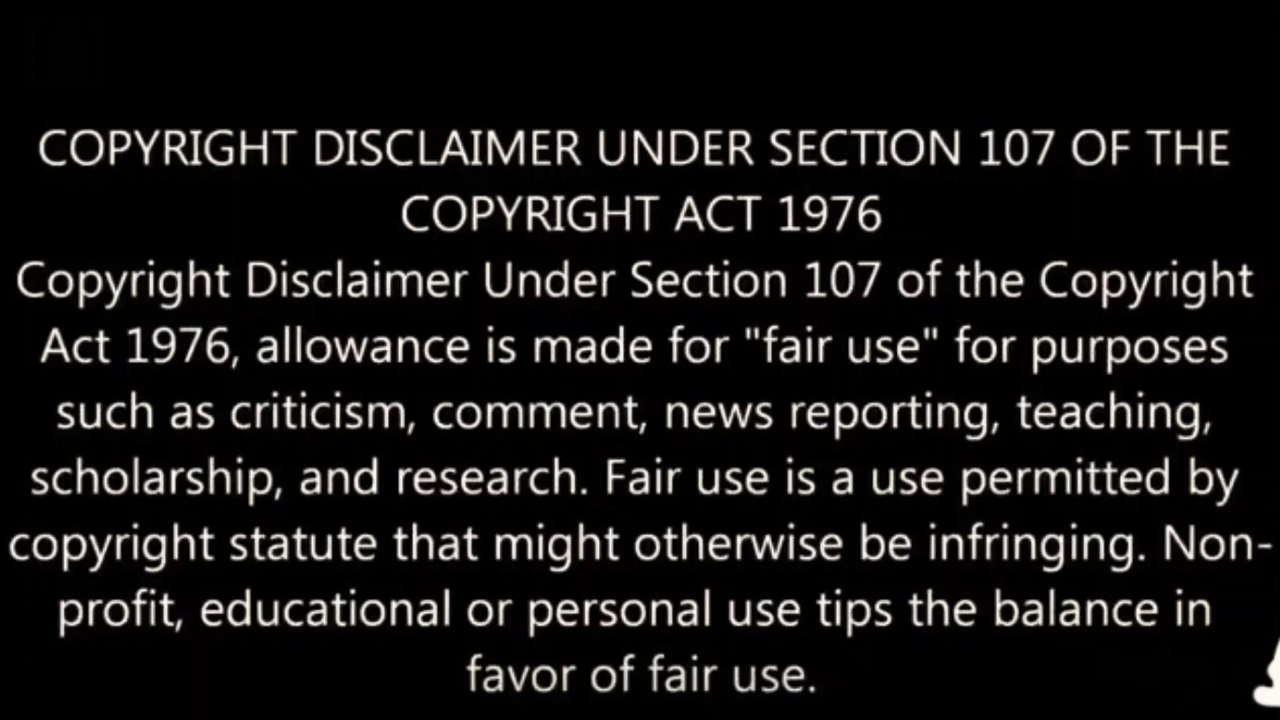 COPYRIGHT DISCLAIMER UNDER SECTION 107 OF THE
COPYRIGHT ACT 1976
Copyright Disclaimer Under Section 107 of the Copyright
Act 1976, allowance is made for "fair use" for purposes
such as criticism, comment, news reporting, teaching,
scholarship, and research. Fair use is a use permitted by
copyright statute that might otherwise be infringing. Non-
profit, educational or personal use tips the balance in
favor of fair use.